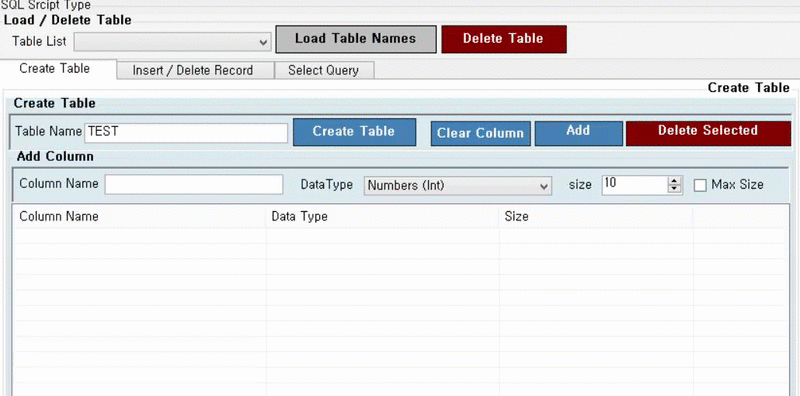 SQL Srcipt Type
Load / Delete Table
Table List Load Table Names Delete Table
Create Table Insert / Delete Record Select Query
Create Table
Create Table
Table Name TEST Create Table Clear Column Add Delete Selected
Add Column
Column Name DataType Numbers (Int) size 10 Max Size
Column Name Data Type Size